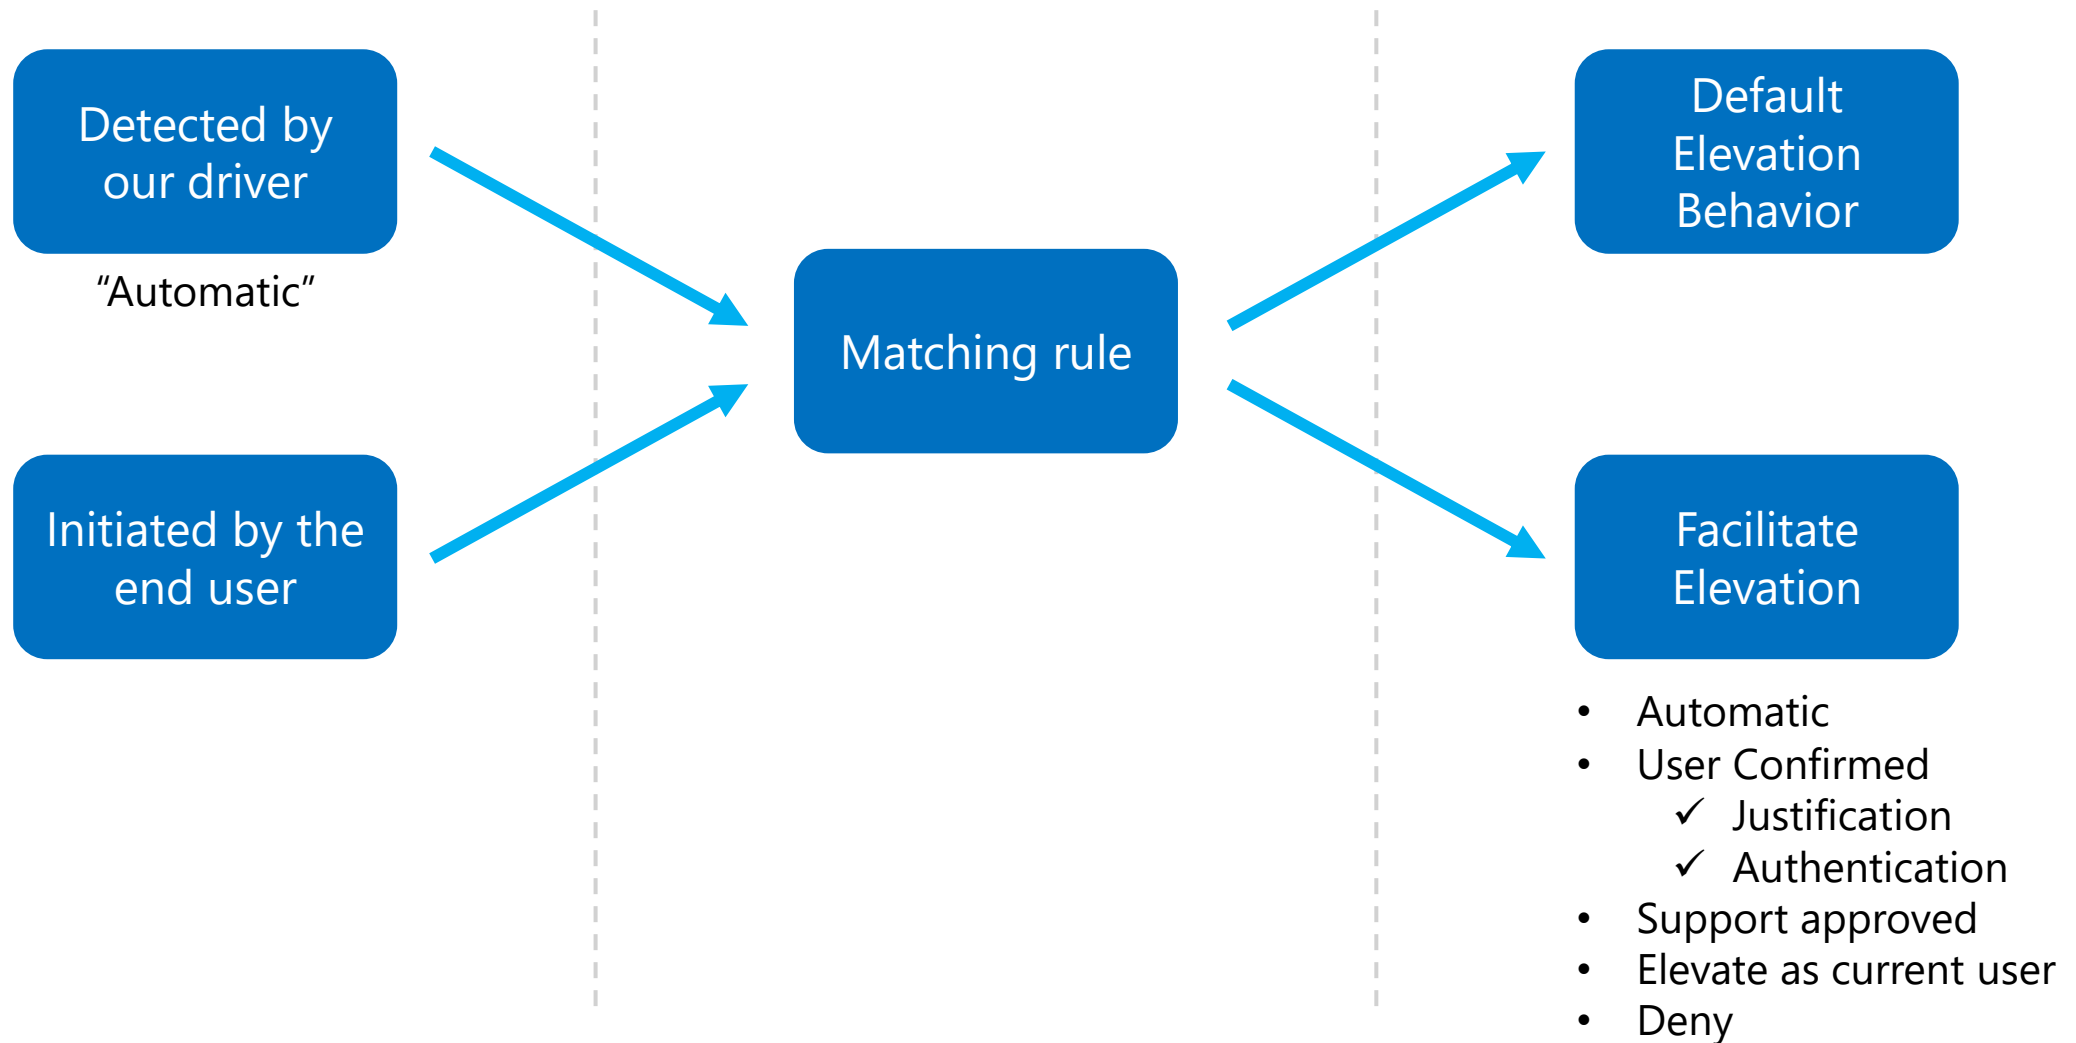 Detected by
our driver
“Automatic”
Initiated by the
end user
Matching rule
Default
Elevation
Behavior
Facilitate
Elevation
• Automatic
• User Confirmed
✓ Justification
✓ Authentication
• Support approved
• Elevate as current user
• Deny